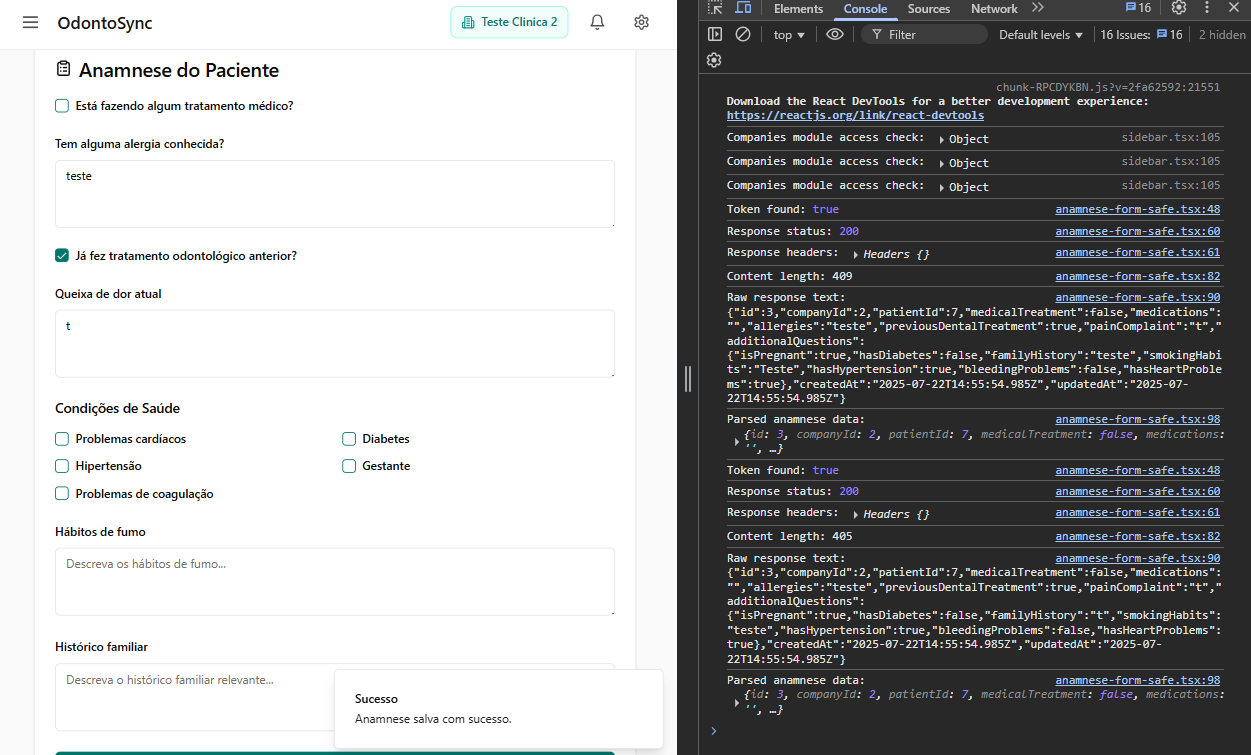 OdontoSync
Teste Clinica 2
Anamnese do Paciente
Está fazendo algum tratamento médico?
Tem alguma alergia conhecida?
teste
Já fez tratamento odontológico anterior?
Queixa de dor atual
t
Condições de Saúde
Problemas cardíacos
Diabetes
Hipertensão
Gestante
Problemas de coagulação
Hábitos de fumo
Descreva os hábitos de fumo...
Histórico familiar
Descreva o histórico familiar relevante...
Sucesso
Anamnese salva com sucesso.
Elements Console Sources Network 16
top Filter Default levels 16 Issues: 16 2 hidden
chunk-RPCDYKBN.js?v=2fa62592:21551
Download the React DevTools for a better development experience:
https://reactjs.org/link/react-devtools
Companies module access check: Object sidebar.tsx:105
Companies module access check: Object sidebar.tsx:105
Companies module access check: Object sidebar.tsx:105
Token found: true anamnese-form-safe.tsx:48
Response status: 200 anamnese-form-safe.tsx:60
Response headers: Headers {} anamnese-form-safe.tsx:61
Content length: 409 anamnese-form-safe.tsx:82
Raw response text: anamnese-form-safe.tsx:90
{"id":3,"companyId":2,"patientId":7,"medicalTreatment":false,"medications":
"","allergies":"teste","previousDentalTreatment":true,"painComplaint":"t","
additionalQuestions":
{"isPregnant":true,"hasDiabetes":false,"familyHistory":"teste","smokingHabi
ts":"Teste","hasHypertension":true,"bleedingProblems":false,"hasHeartProble
ms":true},"createdAt":"2025-07-22T14:55:54.985Z","updatedAt":"2025-07-
22T14:55:54.985Z"}
Parsed anamnese data: anamnese-form-safe.tsx:98
{id: 3, companyId: 2, patientId: 7, medicalTreatment: false, medications:
'', …}
Token found: true anamnese-form-safe.tsx:48
Response status: 200 anamnese-form-safe.tsx:60
Response headers: Headers {} anamnese-form-safe.tsx:61
Content length: 405 anamnese-form-safe.tsx:82
Raw response text: anamnese-form-safe.tsx:90
{"id":3,"companyId":2,"patientId":7,"medicalTreatment":false,"medications":
"","allergies":"teste","previousDentalTreatment":true,"painComplaint":"t","
additionalQuestions":
{"isPregnant":true,"hasDiabetes":false,"familyHistory":"t","smokingHabits":
"teste","hasHypertension":true,"bleedingProblems":false,"hasHeartProblems":
true},"createdAt":"2025-07-22T14:55:54.985Z","updatedAt":"2025-07-
22T14:55:54.985Z"}
Parsed anamnese data: anamnese-form-safe.tsx:98
{id: 3, companyId: 2, patientId: 7, medicalTreatment: false, medications:
'', …}